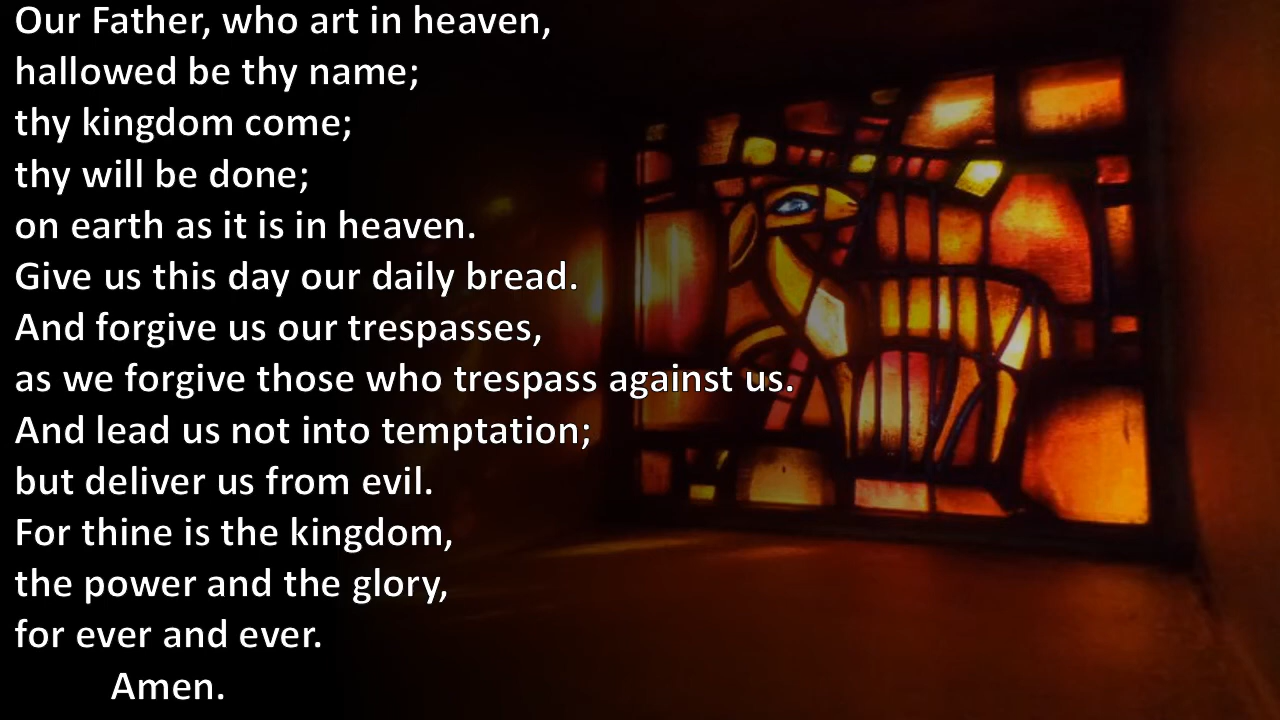 Our Father, who art in heaven,
hallowed be thy name;
thy kingdom come;
thy will be done;
on earth as it is in heaven.
Give us this day our daily bread.
And forgive us our trespasses,
as we forgive those who trespass against us.
And lead us not into temptation;
but deliver us from evil.
For thine is the kingdom,
the power and the glory,
for ever and ever.
Amen.